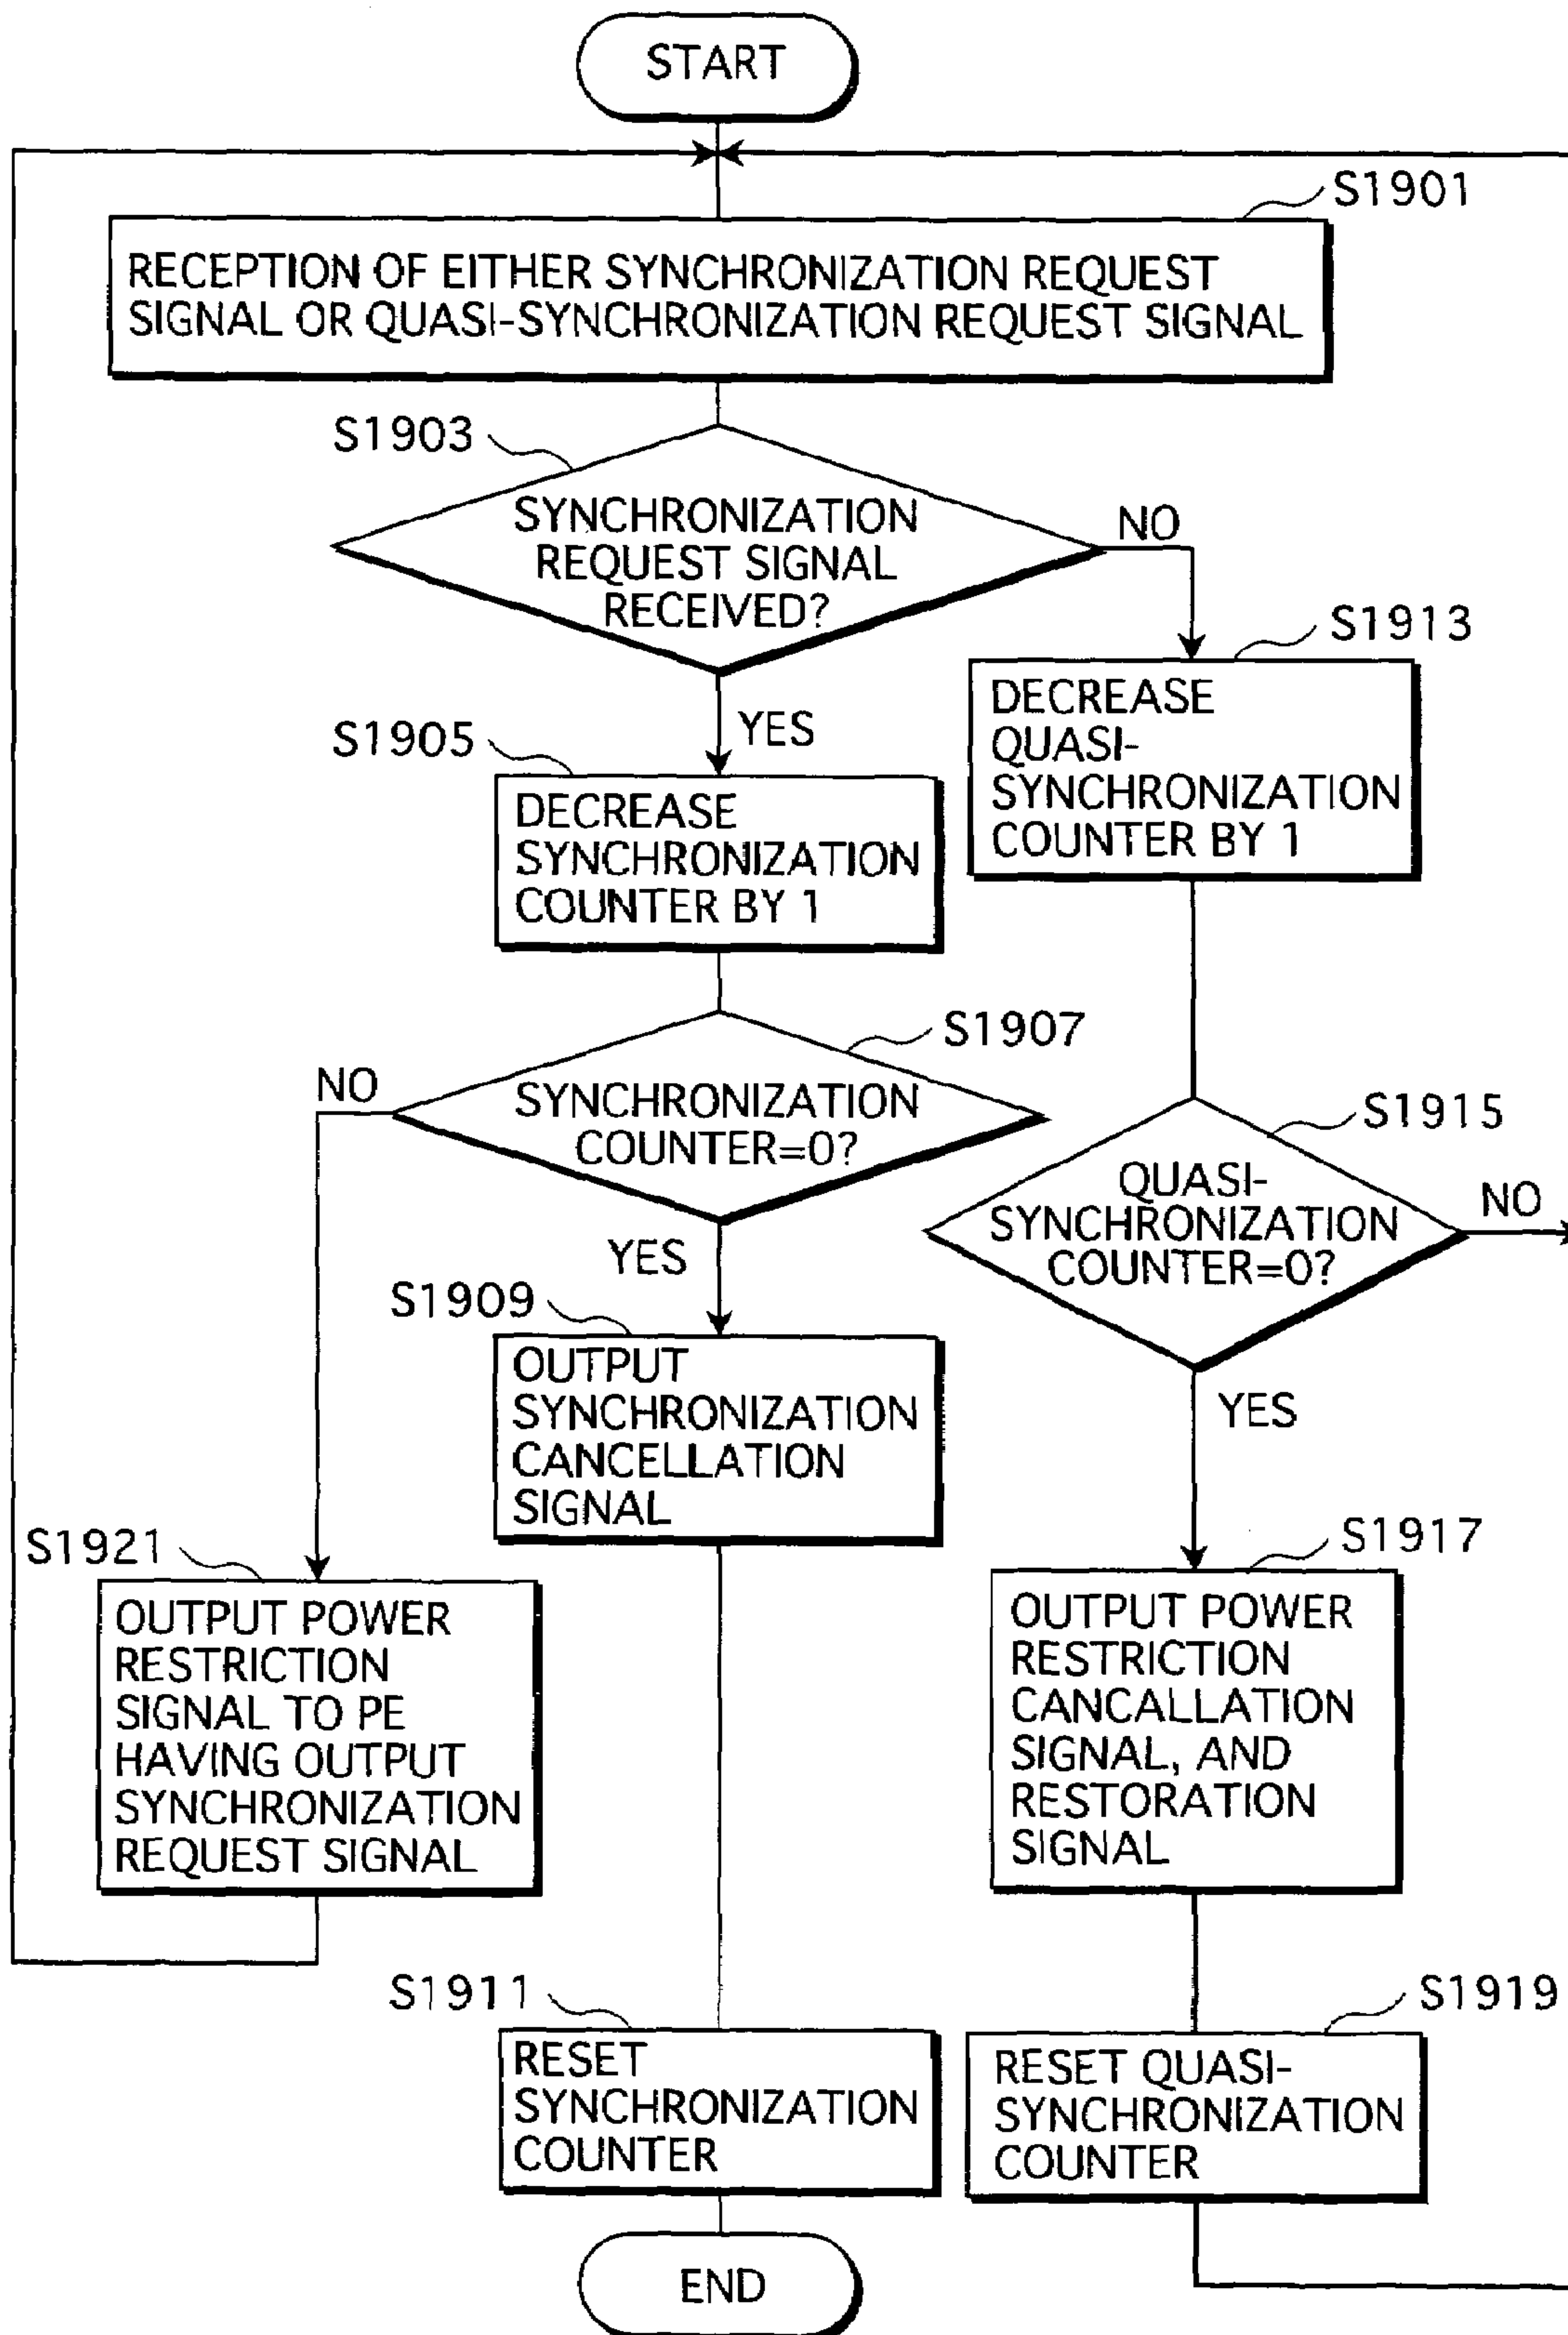 START
S1901
RECEPTION OF EITHER SYNCHRONIZATION REQUEST
SIGNAL OR QUASI-SYNCHRONIZATION REQUEST SIGNAL
S1903
SYNCHRONIZATION
REQUEST SIGNAL
RECEIVED?
NO
YES
S1905
DECREASE
SYNCHRONIZATION
COUNTER BY 1
S1913
DECREASE
QUASI-
SYNCHRONIZATION
COUNTER BY 1
S1907
SYNCHRONIZATION
COUNTER=0?
NO
YES
S1915
QUASI-
SYNCHRONIZATION
COUNTER=0?
NO
YES
S1909
OUTPUT
SYNCHRONIZATION
CANCELLATION
SIGNAL
S1921
OUTPUT POWER
RESTRICTION
SIGNAL TO PE
HAVING OUTPUT
SYNCHRONIZATION
REQUEST SIGNAL
S1917
OUTPUT POWER
RESTRICTION
CANCALLATION
SIGNAL, AND
RESTORATION
SIGNAL
S1911
RESET
SYNCHRONIZATION
COUNTER
S1919
RESET QUASI-
SYNCHRONIZATION
COUNTER
END